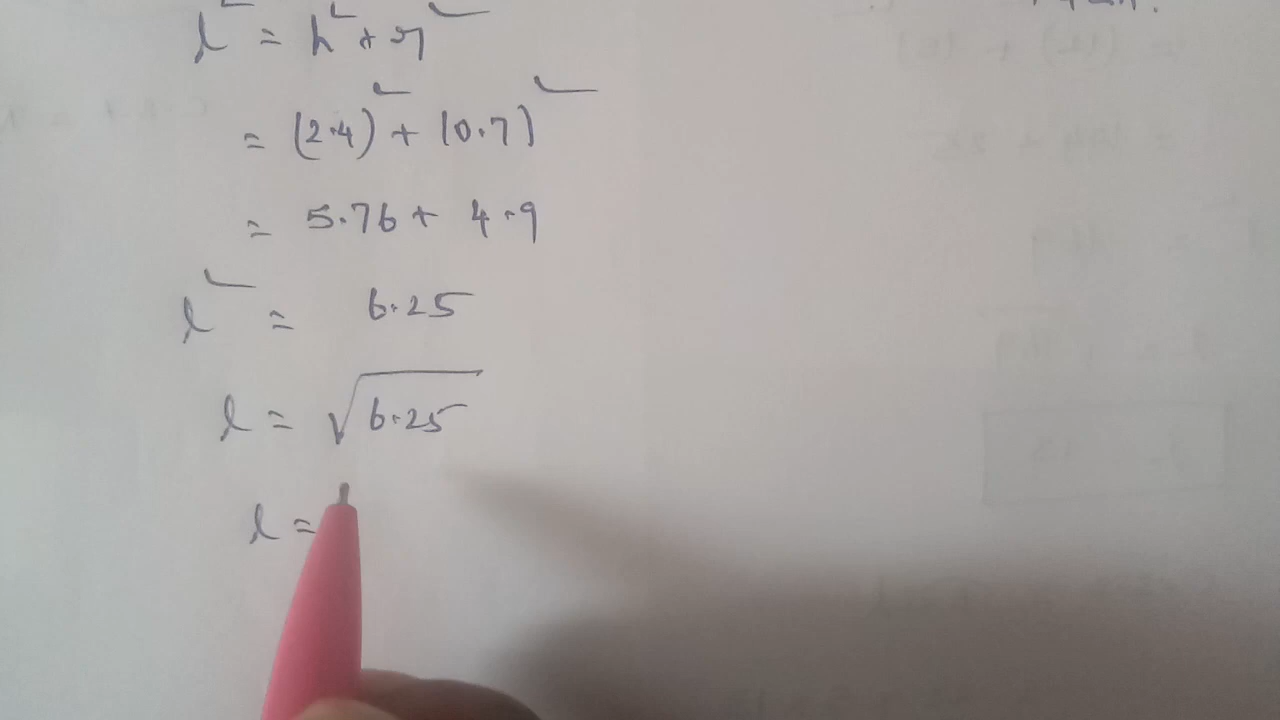 l² = h² + r²
= (2.4)² + (0.7)²
= 5.76 + 4.9
l² = 6.25
l = √6.25
l =